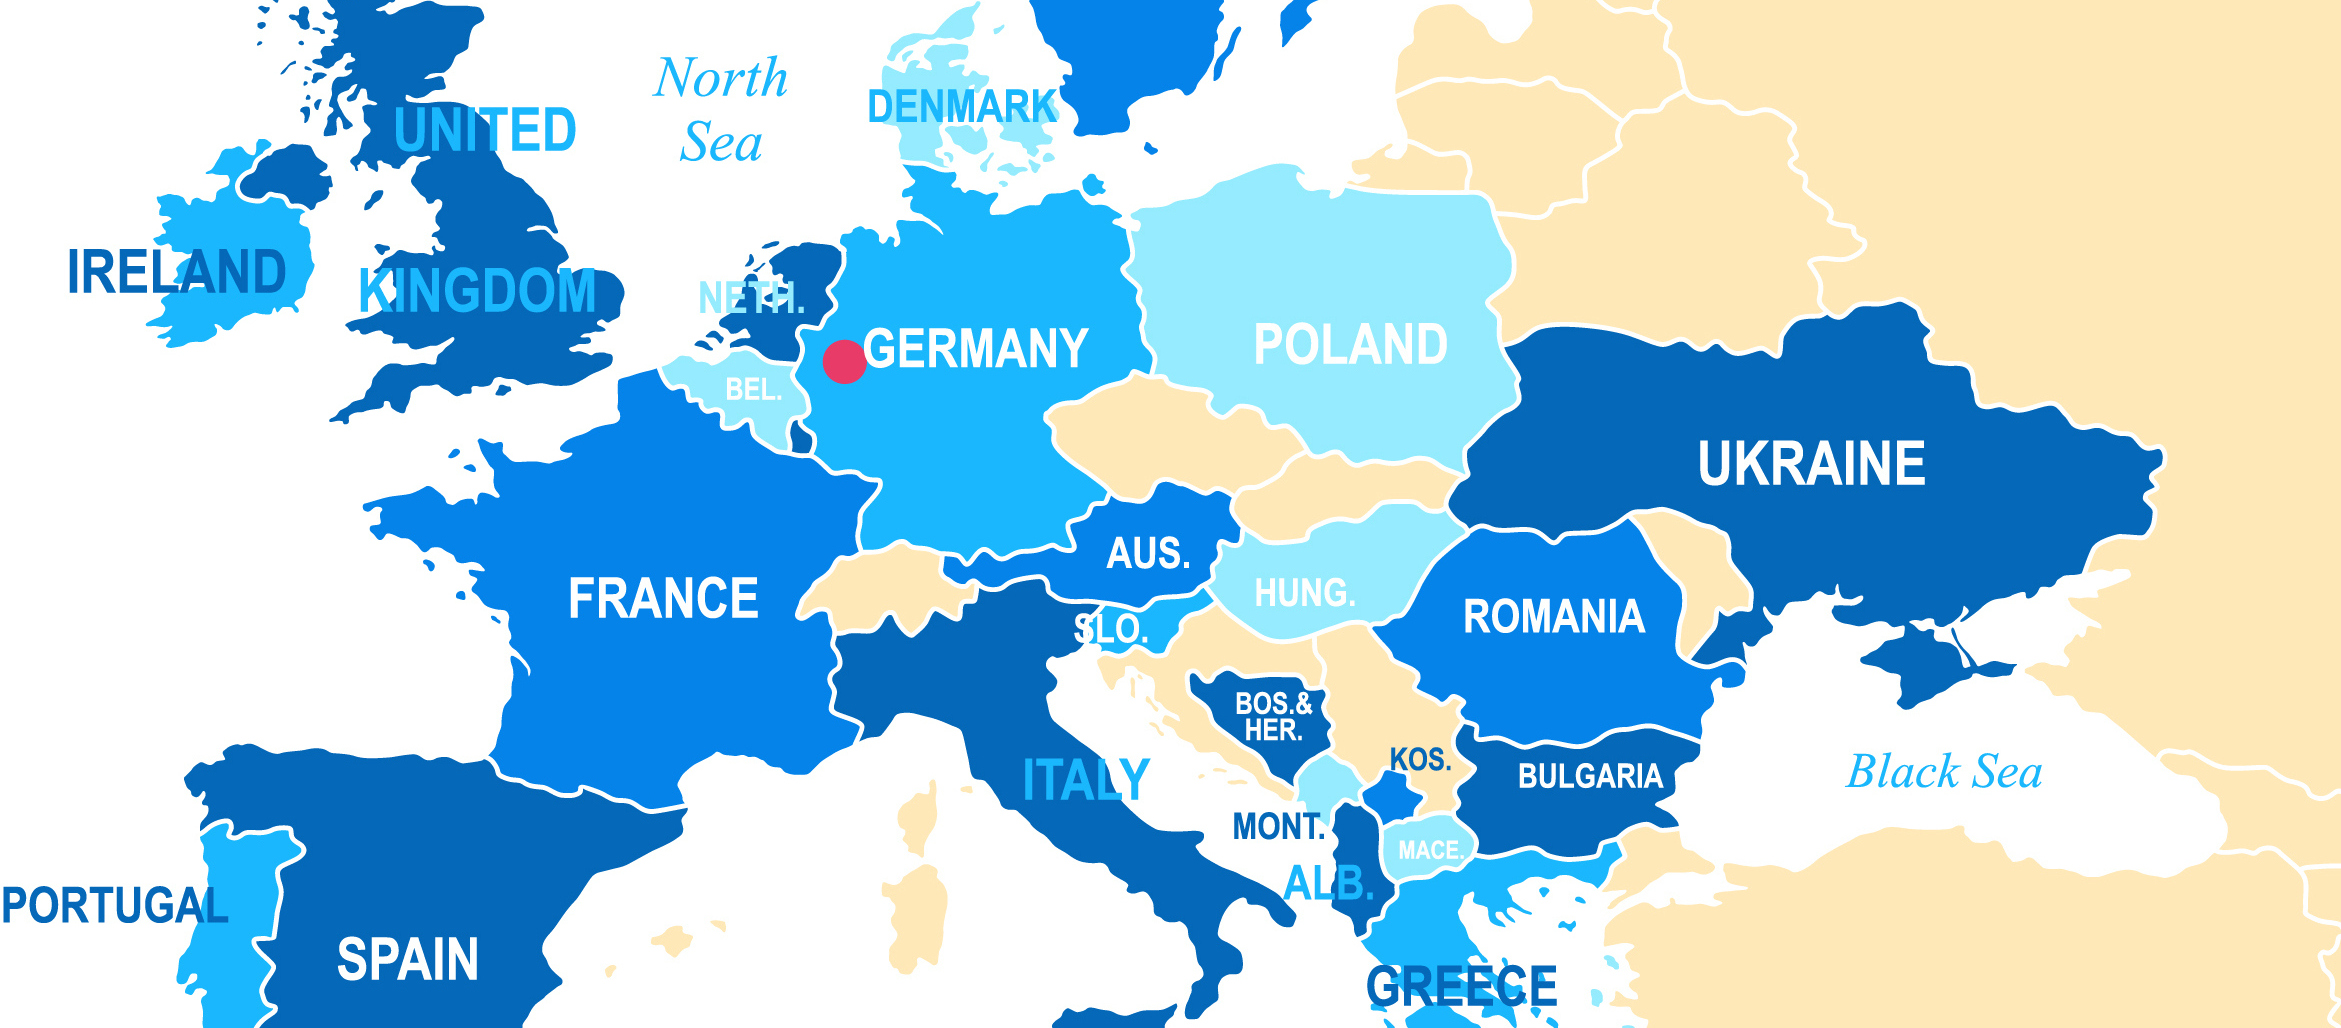 North
Sea
DENMARK
UNITED
KINGDOM
IRELAND
NETH.
GERMANY
POLAND
BEL.
UKRAINE
FRANCE
AUS.
HUNG.
SLO.
ROMANIA
BOS.&
HER.
KOS.
BULGARIA
Black Sea
ITALY
MONT.
MACE.
ALB.
PORTUGAL
SPAIN
GREECE